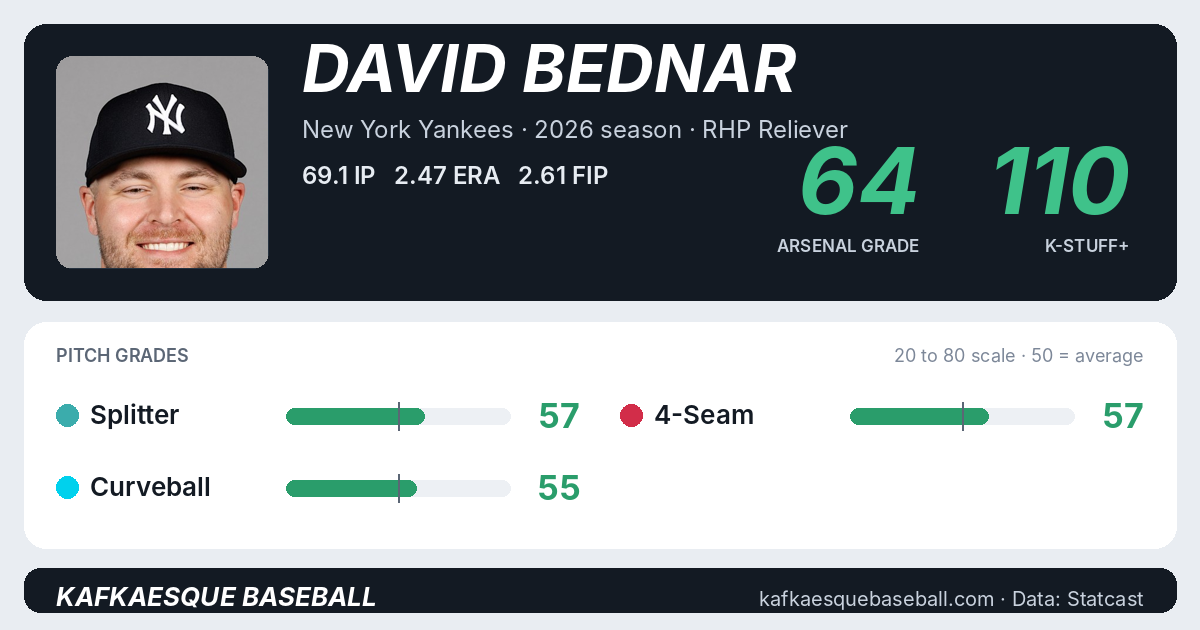 DAVID BEDNAR
New York Yankees · 2026 season · RHP Reliever
69.1 IP 2.47 ERA 2.61 FIP
64 110
ARSENAL GRADE K-STUFF+
NY
PITCH GRADES 20 to 80 scale · 50 = average
Splitter 57 4-Seam 57
Curveball 55
KAFKAESQUE BASEBALL kafkaesquebaseball.com · Data: Statcast